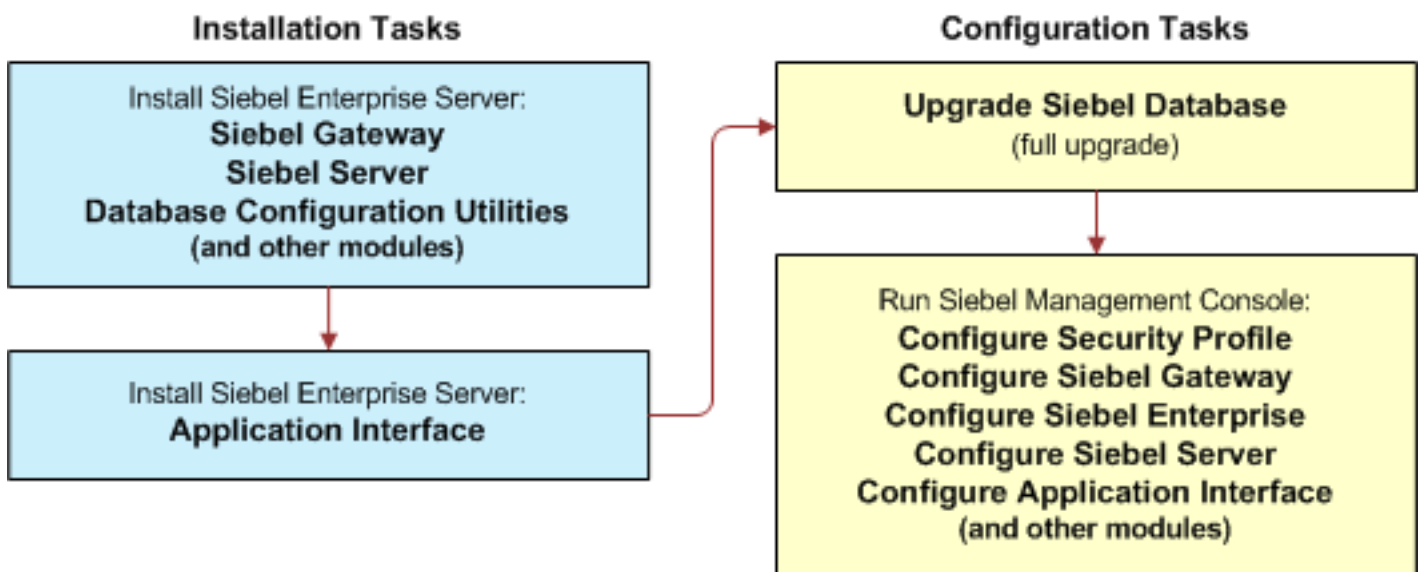 Installation Tasks
Install Siebel Enterprise Server:
Siebel Gateway
Siebel Server
Database Configuration Utilities
(and other modules)
Install Siebel Enterprise Server:
Application Interface
Configuration Tasks
Upgrade Siebel Database
(full upgrade)
Run Siebel Management Console:
Configure Security Profile
Configure Siebel Gateway
Configure Siebel Enterprise
Configure Siebel Server
Configure Application Interface
(and other modules)